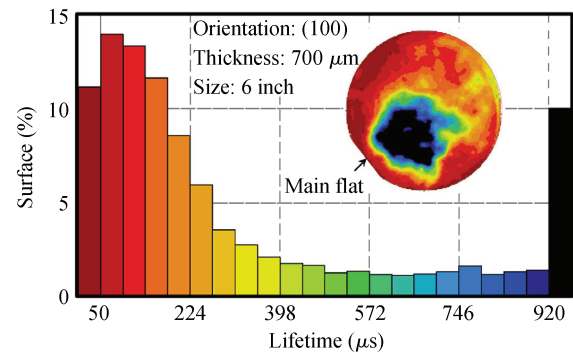 15
10
5
0
Surface (%)
Orientation: (100)
Thickness: 700 μm
Size: 6 inch
Main flat
50 224 398 572 746 920
Lifetime (μs)